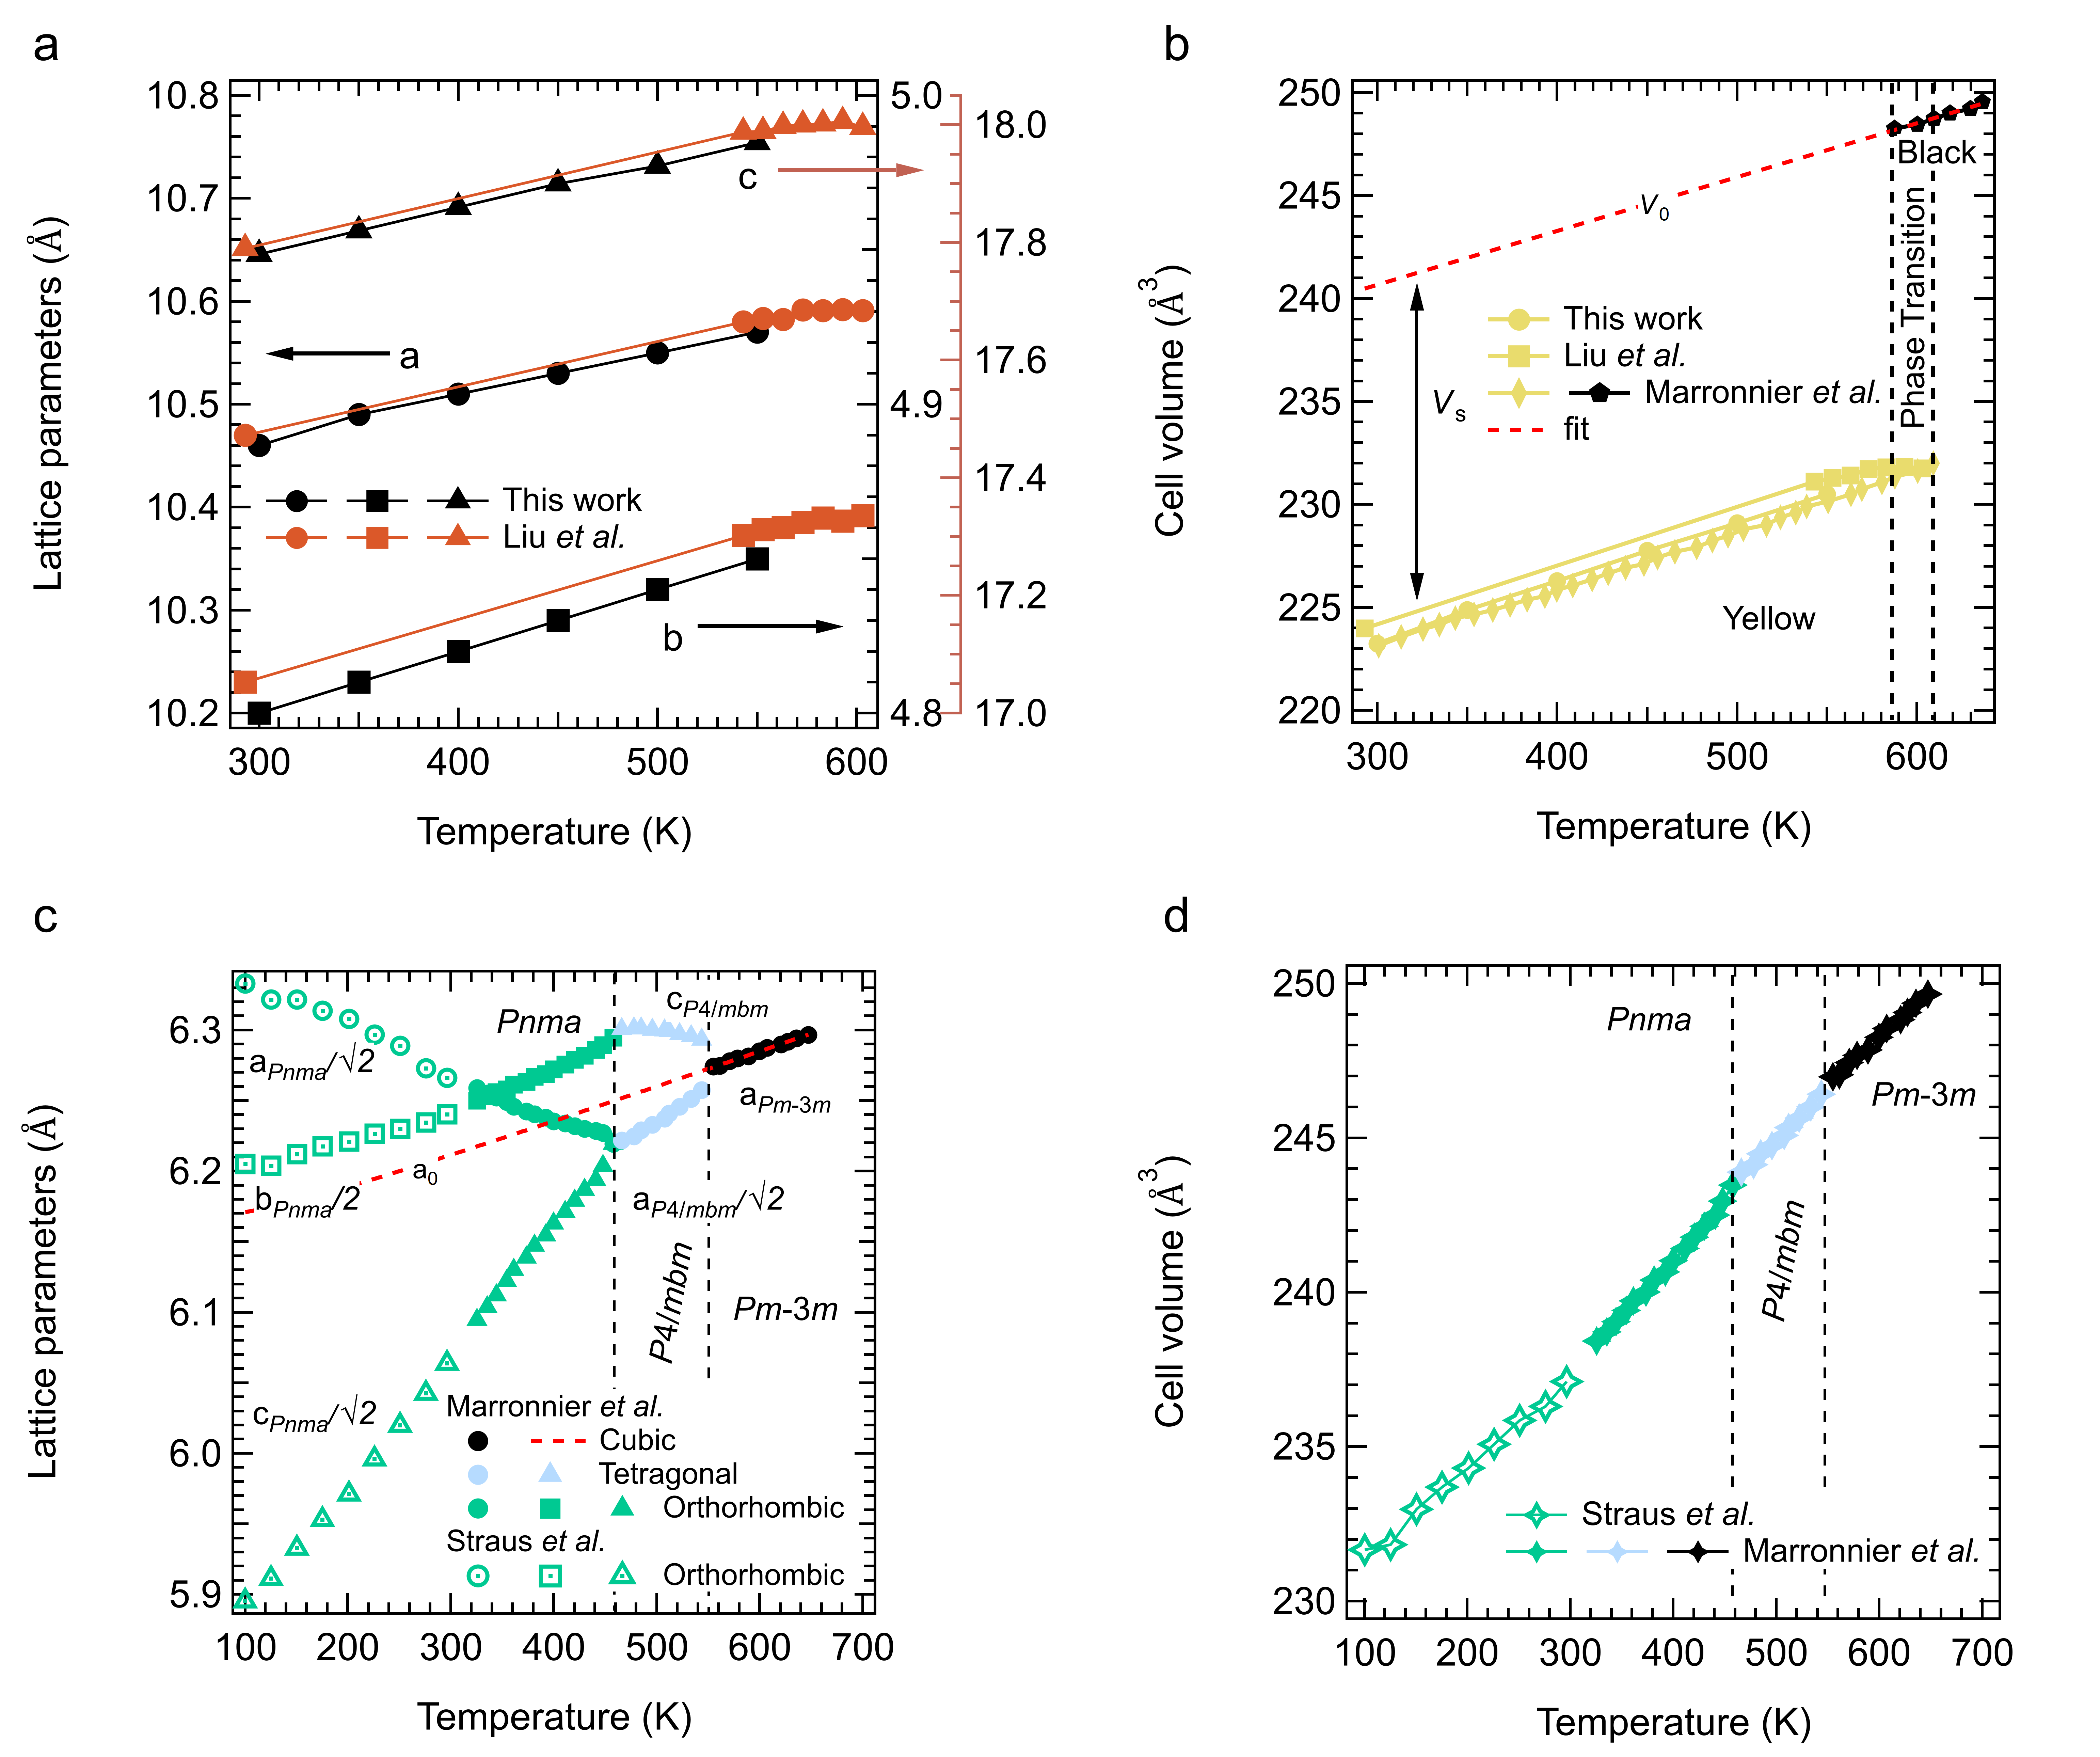 a
10.8
10.7
10.6
10.5
10.4
10.3
10.2
5.0
4.9
4.8
18.0
17.8
17.6
17.4
17.2
17.0
c
a
b
This work
Liu et al.
300 400 500 600
Temperature (K)
Lattice parameters (Å)
b
250
245
240
235
230
225
220
V0
Black
Phase Transition
Vs
This work
Liu et al.
Marronnier et al.
fit
Yellow
300 400 500 600
Temperature (K)
Cell volume (Å3)
c
6.3
6.2
6.1
6.0
5.9
Pnma
cP4/mbm
aPnma/√2
aPm-3m
a0
bPnma/2
aP4/mbm/√2
P4/mbm
Pm-3m
cPnma/√2
Marronnier et al.
Cubic
Tetragonal
Orthorhombic
Straus et al.
Orthorhombic
100 200 300 400 500 600 700
Temperature (K)
Lattice parameters (Å)
d
250
245
240
235
230
Pnma
Pm-3m
P4/mbm
Straus et al.
Marronnier et al.
100 200 300 400 500 600 700
Temperature (K)
Cell volume (Å3)